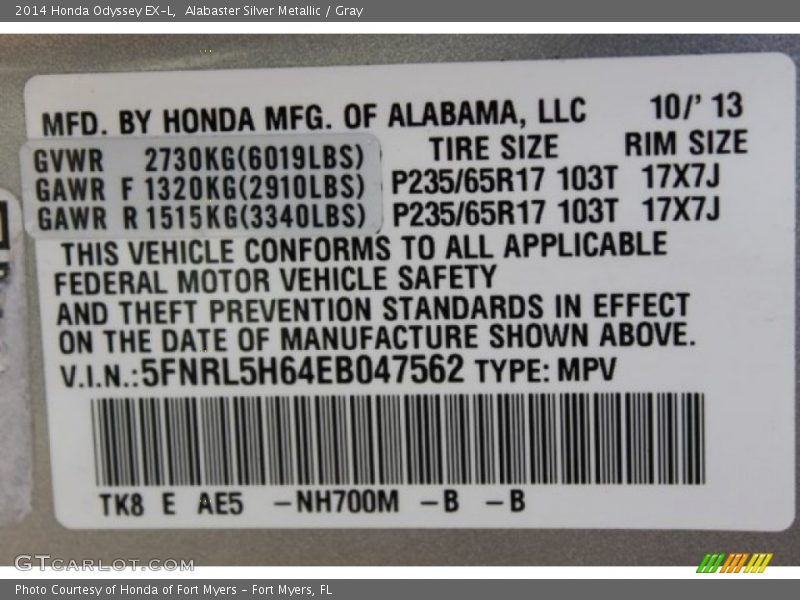 2014 Honda Odyssey EX-L,  Alabaster Silver Metallic / Gray
MFD. BY HONDA MFG. OF ALABAMA, LLC 10/' 13
TIRE SIZE RIM SIZE
GVWR 2730KG(6019LBS)
GAWR F 1320KG(2910LBS) P235/65R17 103T 17X7J
GAWR R 1515KG(3340LBS) P235/65R17 103T 17X7J
THIS VEHICLE CONFORMS TO ALL APPLICABLE
FEDERAL MOTOR VEHICLE SAFETY
AND THEFT PREVENTION STANDARDS IN EFFECT
ON THE DATE OF MANUFACTURE SHOWN ABOVE.
V.I.N.:5FNRL5H64EB047562 TYPE: MPV
TK8 E AE5 -NH700M -B -B
GTCARLOT.COM
Photo Courtesy of Honda of Fort Myers - Fort Myers, FL